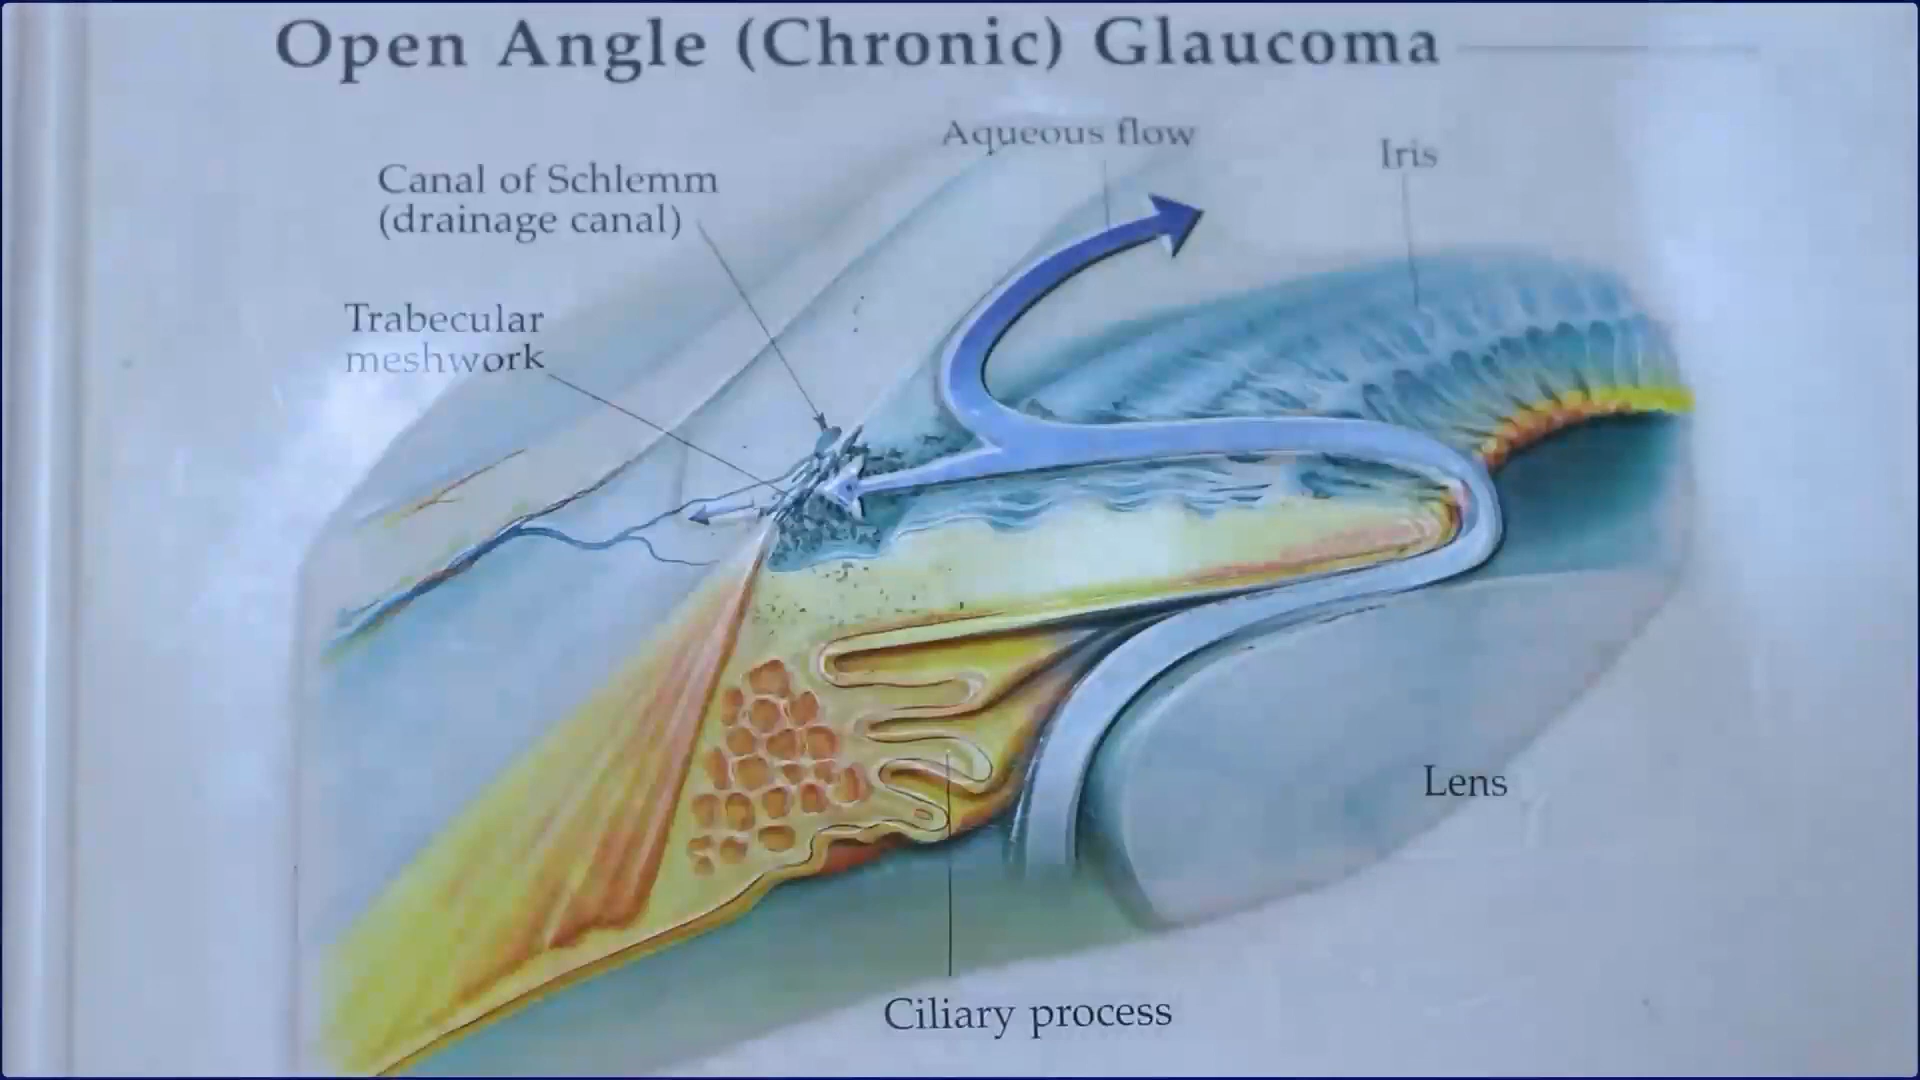 Open Angle (Chronic) Glaucoma
Aqueous flow
Iris
Canal of Schlemm
(drainage canal)
Trabecular
meshwork
Lens
Ciliary process